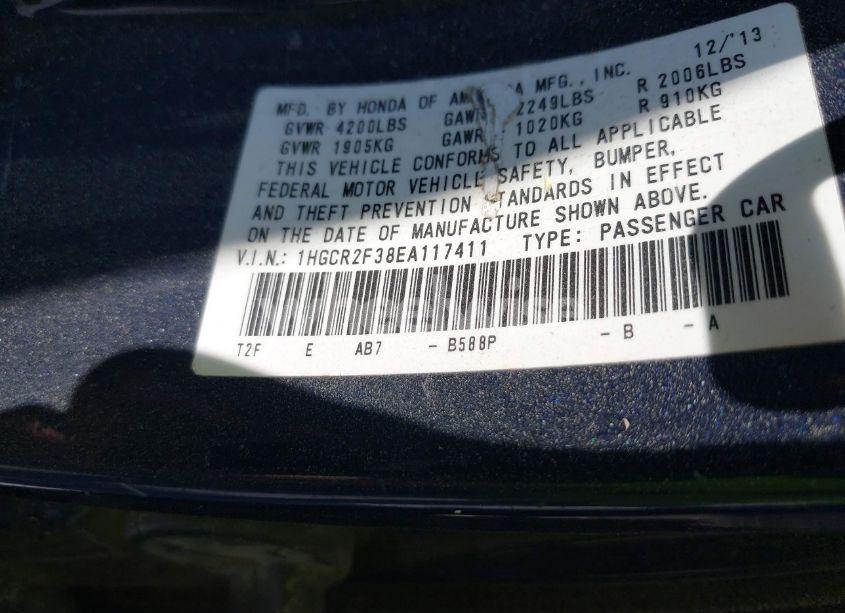 12/'13
MFD. BY HONDA OF MFG., INC.
GVWR 4200LBS 2249LBS R 2006LBS
GVWR 1905KG GAWR 1020KG R 910KG
THIS VEHICLE CONFORMS TO ALL APPLICABLE
FEDERAL MOTOR VEHICLE SAFETY, BUMPER,
AND THEFT PREVENTION STANDARDS IN EFFECT
ON THE DATE OF MANUFACTURE SHOWN ABOVE.
V.I.N.: 1HGCR2F38EA117411 TYPE: PASSENGER CAR
T2F E AB7 - B588P - B - A